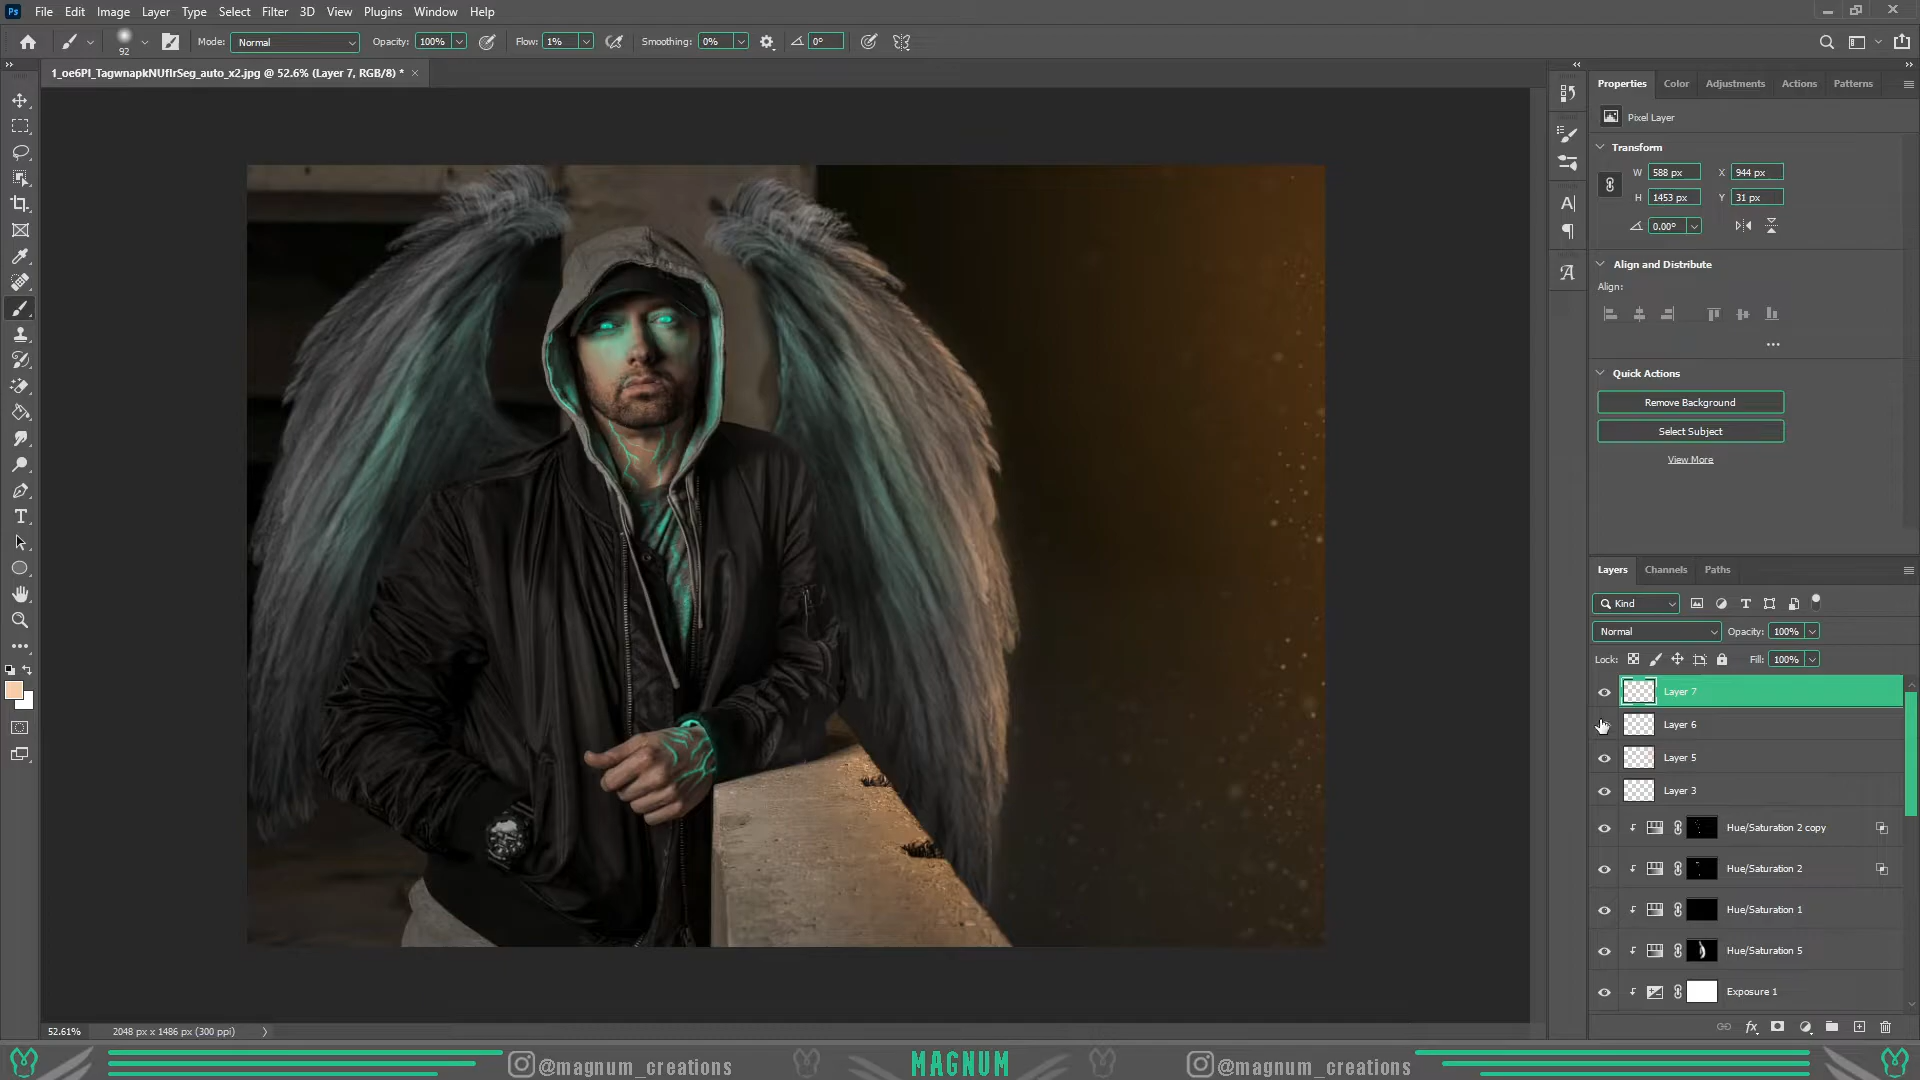 Ps File Edit Image Layer Type Select Filter 3D View Plugins Window Help
92 Mode: Normal Opacity: 100% Flow: 1% Smoothing: 0% 0°
1_oe6PI_TagwnapkNUfIrSeg_auto_x2.jpg @ 52.6% (Layer 7, RGB/8) *
Properties Color Adjustments Actions Patterns
Pixel Layer
Transform
W 588 px X 944 px
H 1453 px Y 31 px
0.00°
Align and Distribute
Align:
Quick Actions
Remove Background
Select Subject
View More
Layers Channels Paths
Kind
Normal Opacity: 100%
Lock: Fill: 100%
Layer 7
Layer 6
Layer 5
Layer 3
Hue/Saturation 2 copy
Hue/Saturation 2
Hue/Saturation 1
Hue/Saturation 5
Exposure 1
fx
52.61% 2048 px x 1486 px (300 ppi)
@magnum_creations MAGNUM @magnum_creations